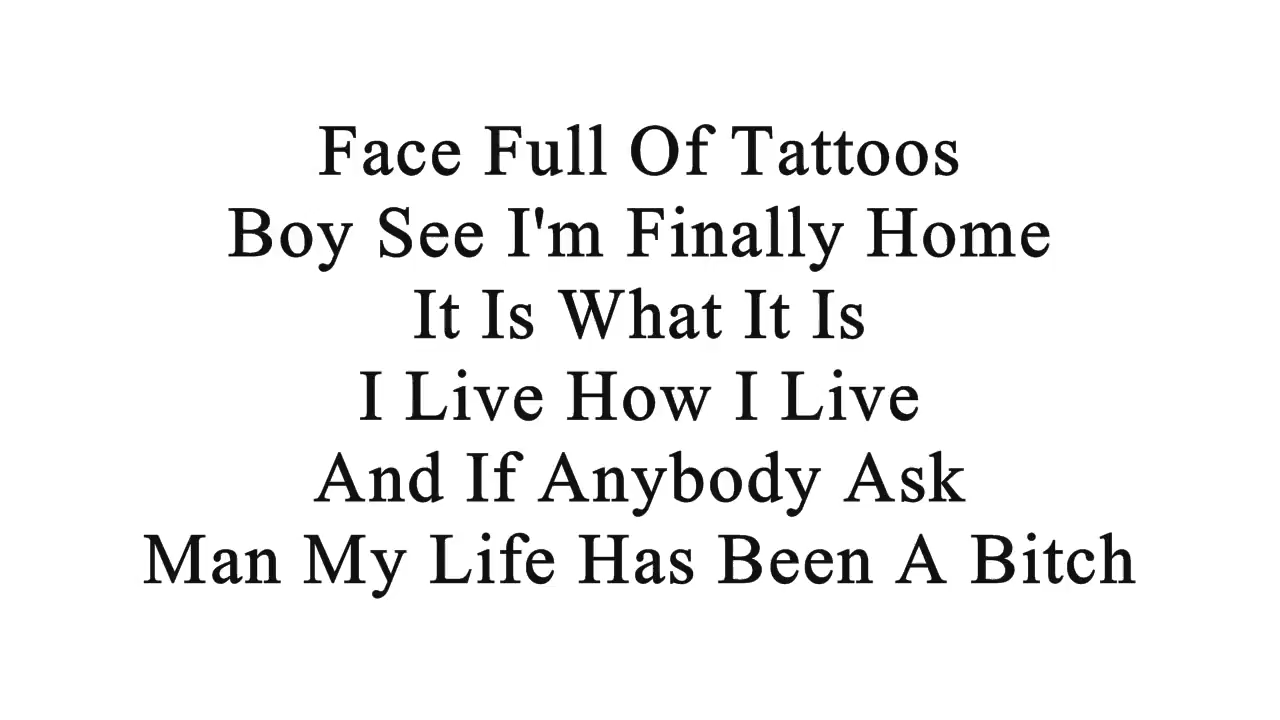 Face Full Of Tattoos
Boy See I'm Finally Home
It Is What It Is
I Live How I Live
And If Anybody Ask
Man My Life Has Been A Bitch